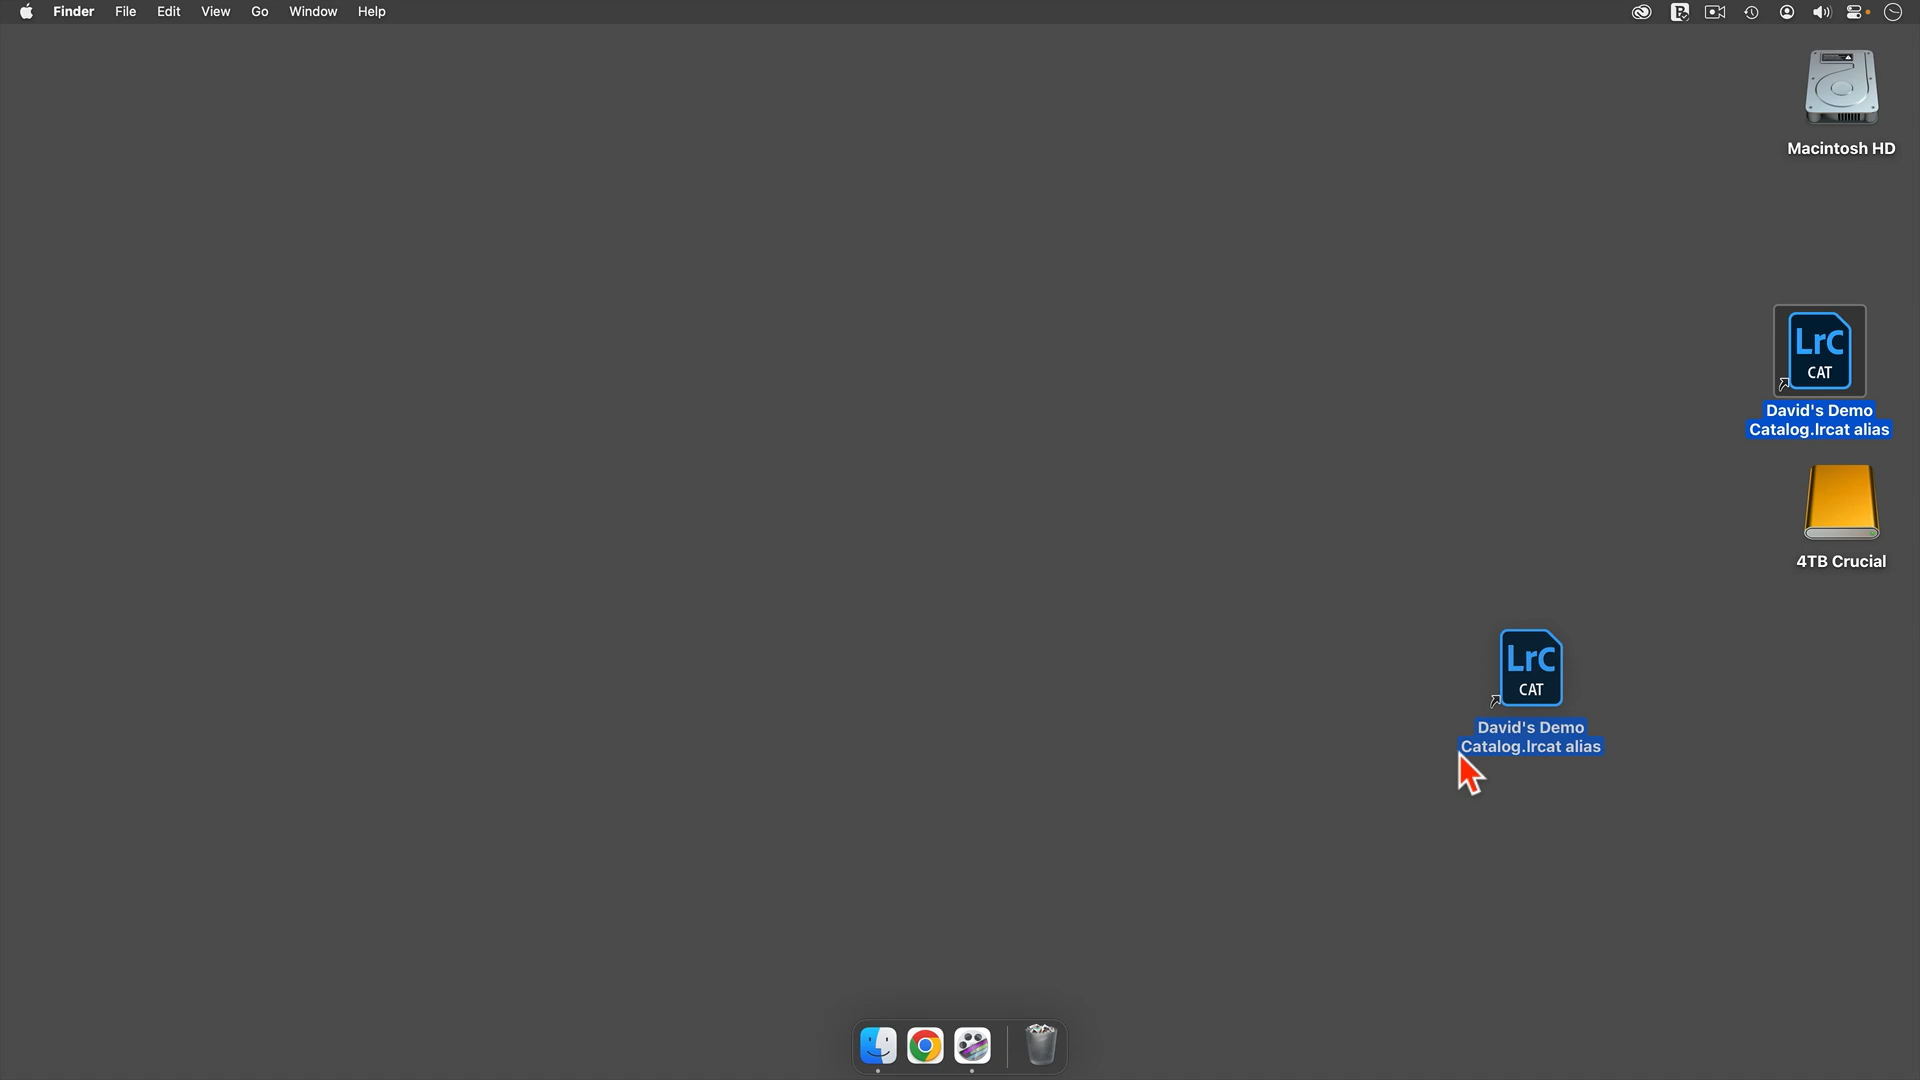 Finder File Edit View Go Window Help
Macintosh HD
LrC
CAT
David's Demo
Catalog.lrcat alias
4TB Crucial
LrC
CAT
David's Demo
Catalog.lrcat alias